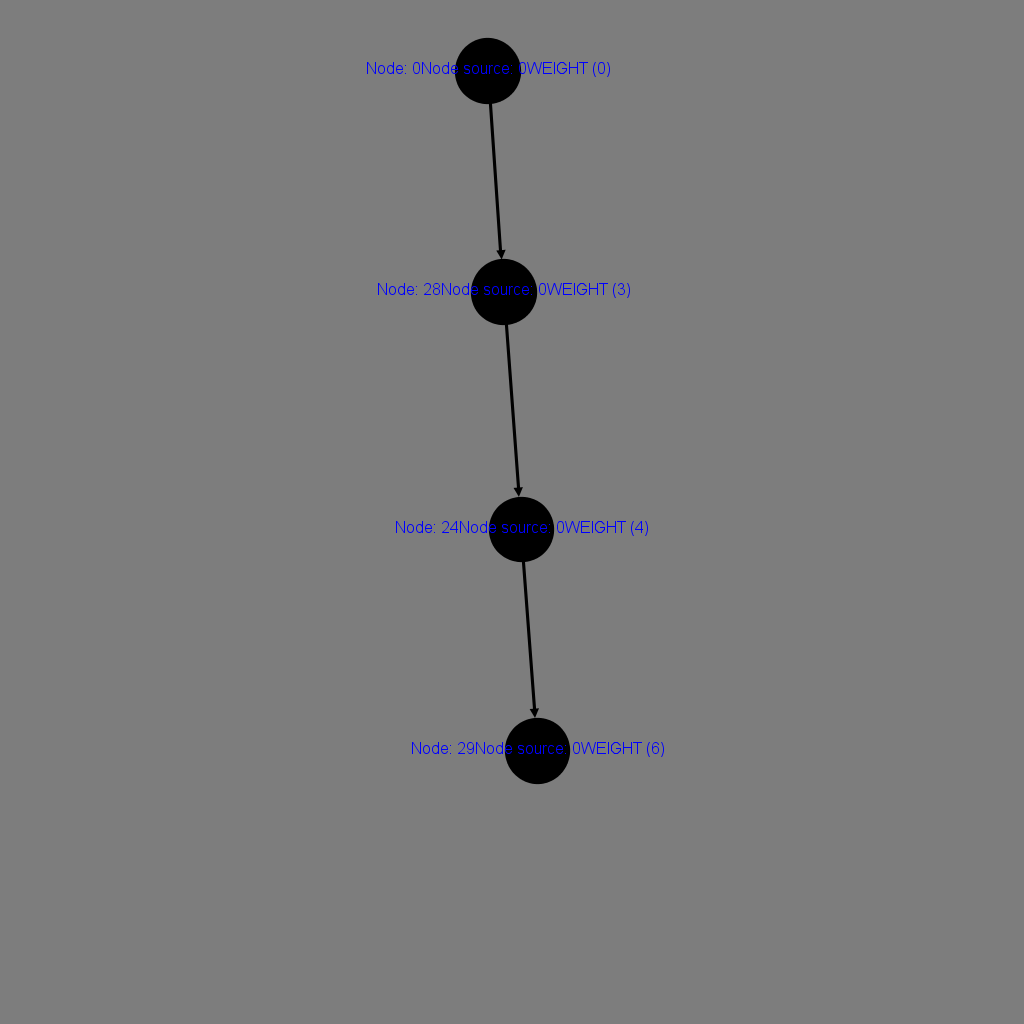 Node: 0Node source: 0WEIGHT (0)
Node: 28Node source: 0WEIGHT (3)
Node: 24Node source: 0WEIGHT (4)
Node: 29Node source: 0WEIGHT (6)